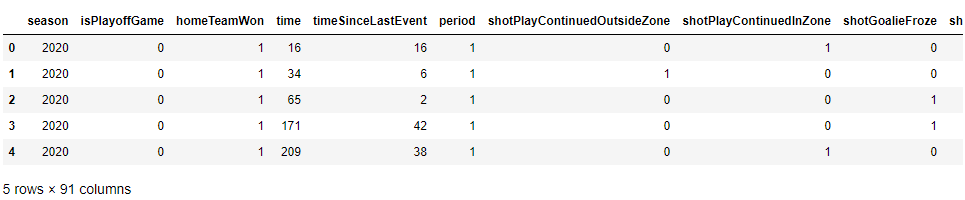 season isPlayoffGame homeTeamWon time timeSinceLastEvent period shotPlayContinuedOutsideZone shotPlayContinuedInZone shotGoalieFroze sh
0 2020 0 1 16 16 1 0 1 0
1 2020 0 1 34 6 1 1 0 0
2 2020 0 1 65 2 1 0 0 1
3 2020 0 1 171 42 1 0 0 1
4 2020 0 1 209 38 1 0 1 0
5 rows × 91 columns